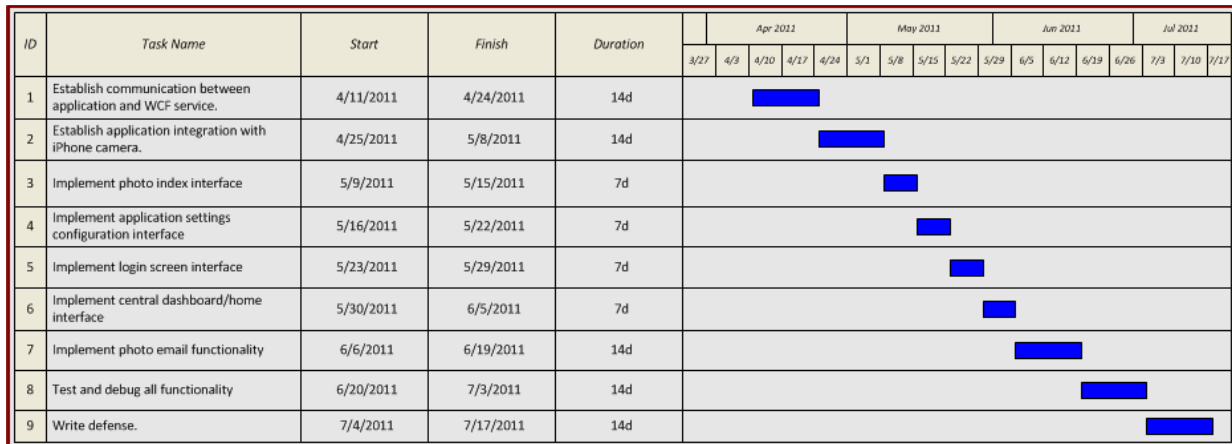 ID Task Name Start Finish Duration Apr 2011 May 2011 Jun 2011 Jul 2011
3/27 4/3 4/10 4/17 4/24 5/1 5/8 5/15 5/22 5/29 6/5 6/12 6/19 6/26 7/3 7/10 7/17
1 Establish communication between
application and WCF service. 4/11/2011 4/24/2011 14d
2 Establish application integration with
iPhone camera. 4/25/2011 5/8/2011 14d
3 Implement photo index interface 5/9/2011 5/15/2011 7d
4 Implement application settings
configuration interface 5/16/2011 5/22/2011 7d
5 Implement login screen interface 5/23/2011 5/29/2011 7d
6 Implement central dashboard/home
interface 5/30/2011 6/5/2011 7d
7 Implement photo email functionality 6/6/2011 6/19/2011 14d
8 Test and debug all functionality 6/20/2011 7/3/2011 14d
9 Write defense. 7/4/2011 7/17/2011 14d